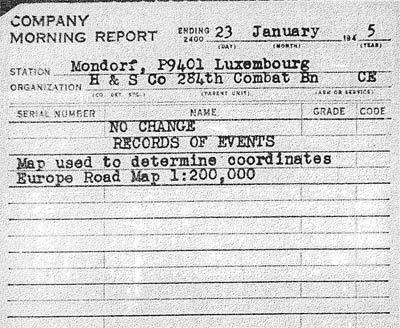 COMPANY
MORNING REPORT ENDING 2400 23 January 194 5
(DAY) (MONTH) (YEAR)
STATION Mondorf, P9401 Luxembourg
ORGANIZATION H & S Co 284th Combat Bn CE
(CO. DET. ETC.) (PARENT UNIT) (ARM OR SERVICE)
SERIAL NUMBER NAME GRADE CODE
NO CHANGE
RECORDS OF EVENTS
Map used to determine coordinates
Europe Road Map 1:200,000